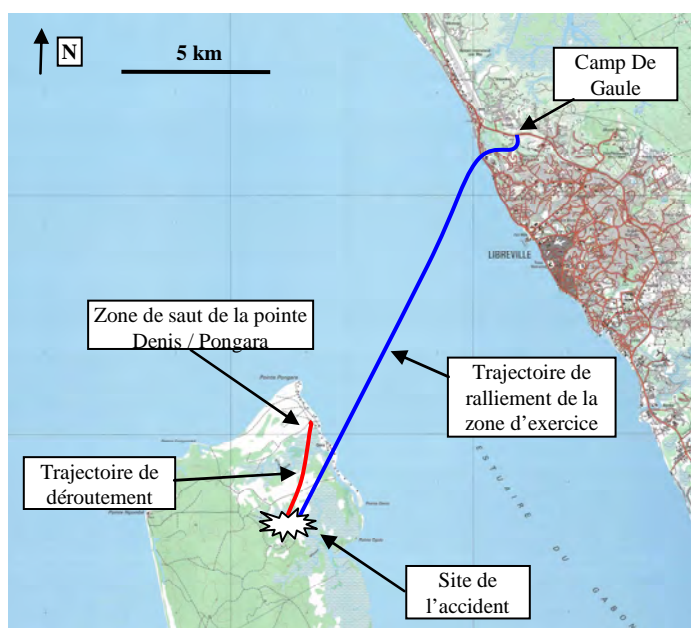 N
5 km
Camp De
Gaule
LIBREVILLE
Zone de saut de la pointe
Denis / Pongara
Pointe Pongara
Trajectoire de
ralliement de la
zone d'exercice
Trajectoire de
déroutement
ESTUAIRE DU GABON
Site de
l'accident